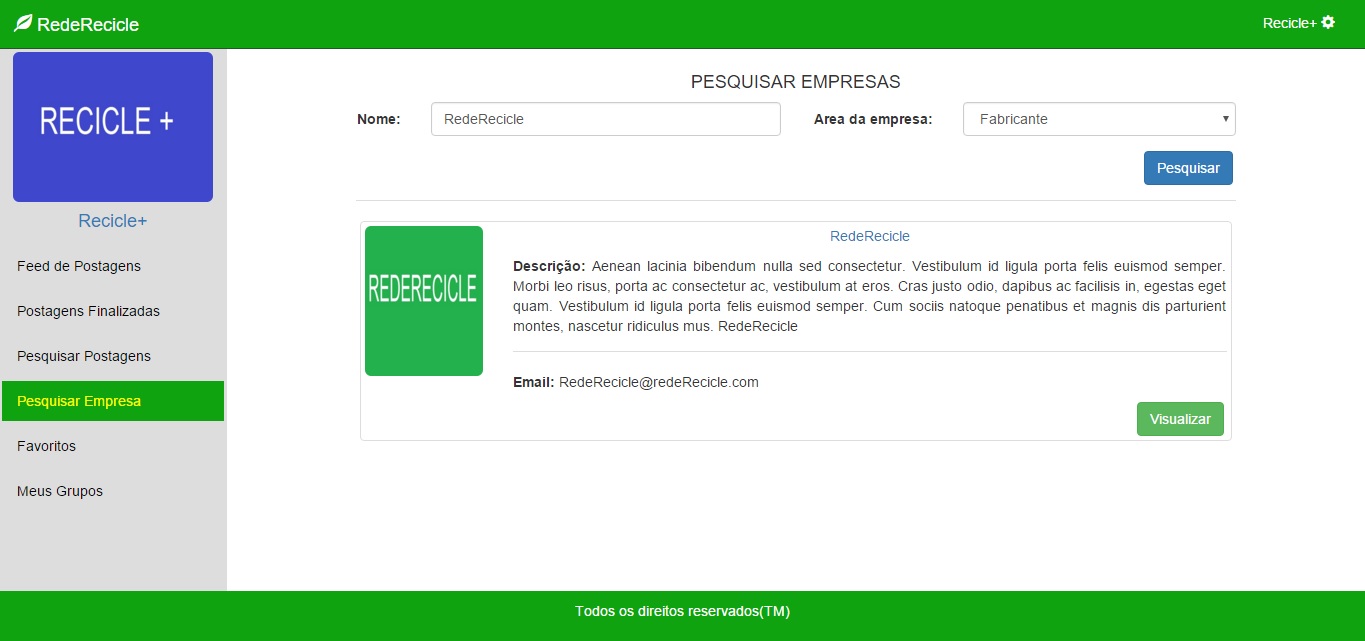 RedeRecicle
Recicle+
RECICLE +
Recicle+
Feed de Postagens
Postagens Finalizadas
Pesquisar Postagens
Pesquisar Empresa
Favoritos
Meus Grupos
PESQUISAR EMPRESAS
Nome: RedeRecicle Area da empresa: Fabricante
Pesquisar
REDERECICLE
RedeRecicle
Descrição: Aenean lacinia bibendum nulla sed consectetur. Vestibulum id ligula porta felis euismod semper.
Morbi leo risus, porta ac consectetur ac, vestibulum at eros. Cras justo odio, dapibus ac facilisis in, egestas eget
quam. Vestibulum id ligula porta felis euismod semper. Cum sociis natoque penatibus et magnis dis parturient
montes, nascetur ridiculus mus. RedeRecicle
Email: RedeRecicle@redeRecicle.com
Visualizar
Todos os direitos reservados(TM)